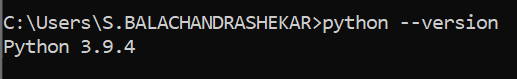 C:\Users\S.BALACHANDRASHEKAR>python --version
Python 3.9.4